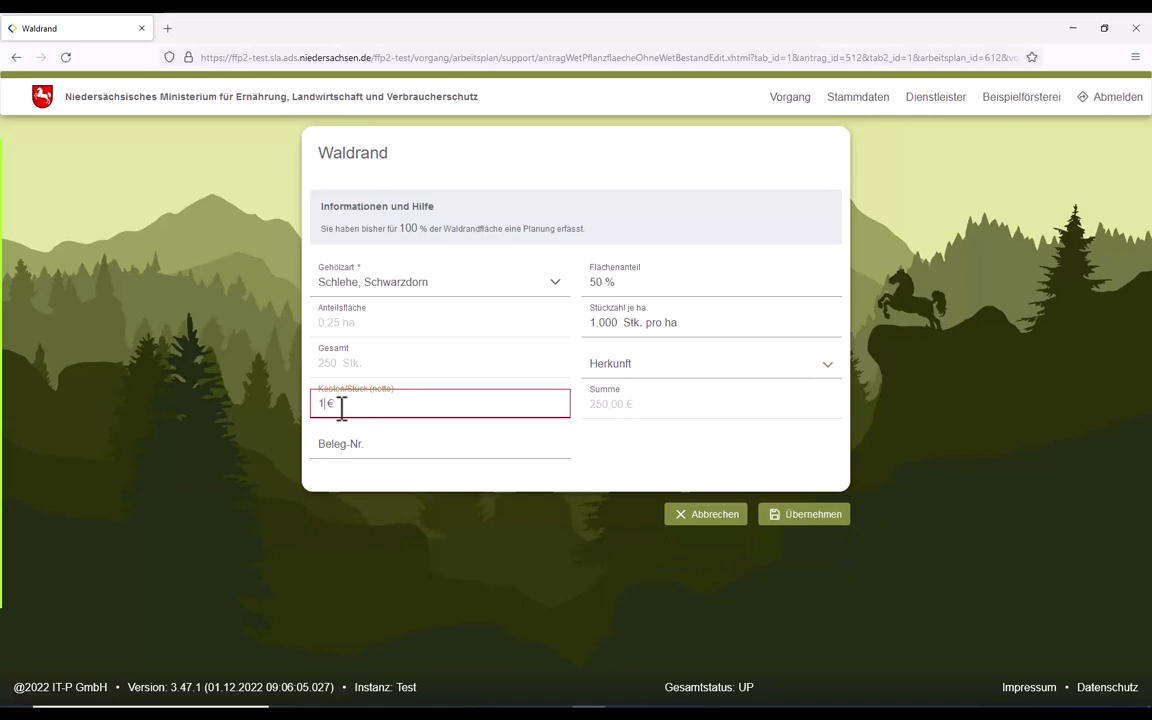 Waldrand
https://ffp2-test.sla.ads.niedersachsen.de/ffp2-test/vorgang/arbeitsplan/support/antragWetPflanzflaecheOhneWetBestandEdit.xhtml?tab_id=1&antrag_id=512&tab2_id=1&arbeitsplan_id=612&vo
Niedersächsisches Ministerium für Ernährung, Landwirtschaft und Verbraucherschutz
Vorgang Stammdaten Dienstleister Beispielförsterei Abmelden
Waldrand
Informationen und Hilfe
Sie haben bisher für 100 % der Waldrandfläche eine Planung erfasst.
Gehölzart * Flächenanteil
Schlehe, Schwarzdorn 50 %
Anteilsfläche Stückzahl je ha
0,25 ha 1.000 Stk. pro ha
Gesamt
250 Stk. Herkunft
Kosten/Stück (netto) Summe
1 € 250,00 €
Beleg-Nr.
Abbrechen Übernehmen
@2022 IT-P GmbH • Version: 3.47.1 (01.12.2022 09:06:05.027) • Instanz: Test Gesamtstatus: UP Impressum • Datenschutz